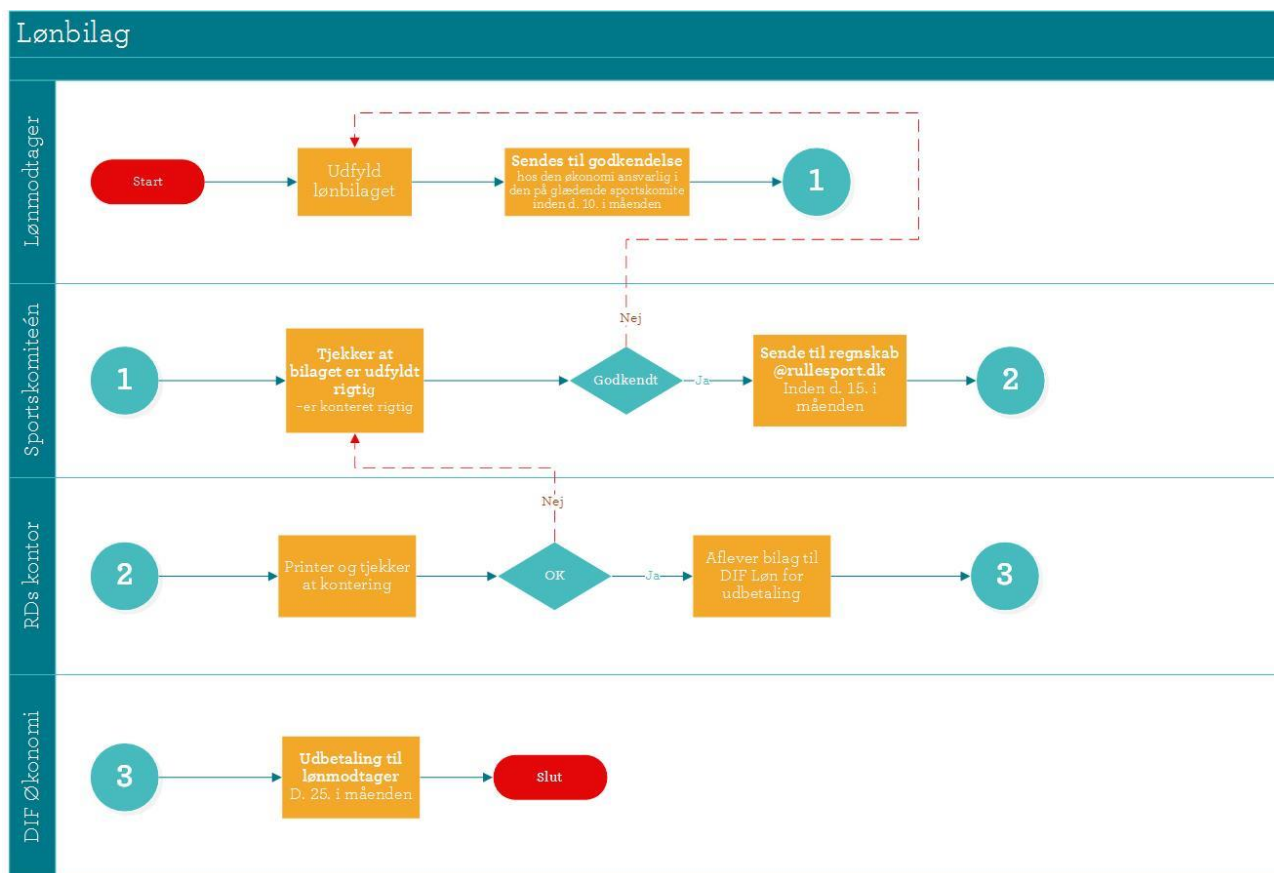 Lønbilag
Lønmodtager
Start
Udfyld
lønbilaget
Sendes til godkendelse
hos den økonomi ansvarlig i
den på glædende sportskomite
inden d. 10. i måenden
1
Sportskomiteén
1
Tjekker at
bilaget er udfyldt
rigtig
-er konteret rigtig
Nej
Godkendt
Ja
Sende til regnskab
@rullesport.dk
Inden d. 15. i
måenden
2
RDs kontor
2
Printer og tjekker
at kontering
Nej
OK
Ja
Aflever bilag til
DIF Løn for
udbetaling
3
DIF Økonomi
3
Udbetaling til
lønmodtager
D. 25. i måenden
Slut